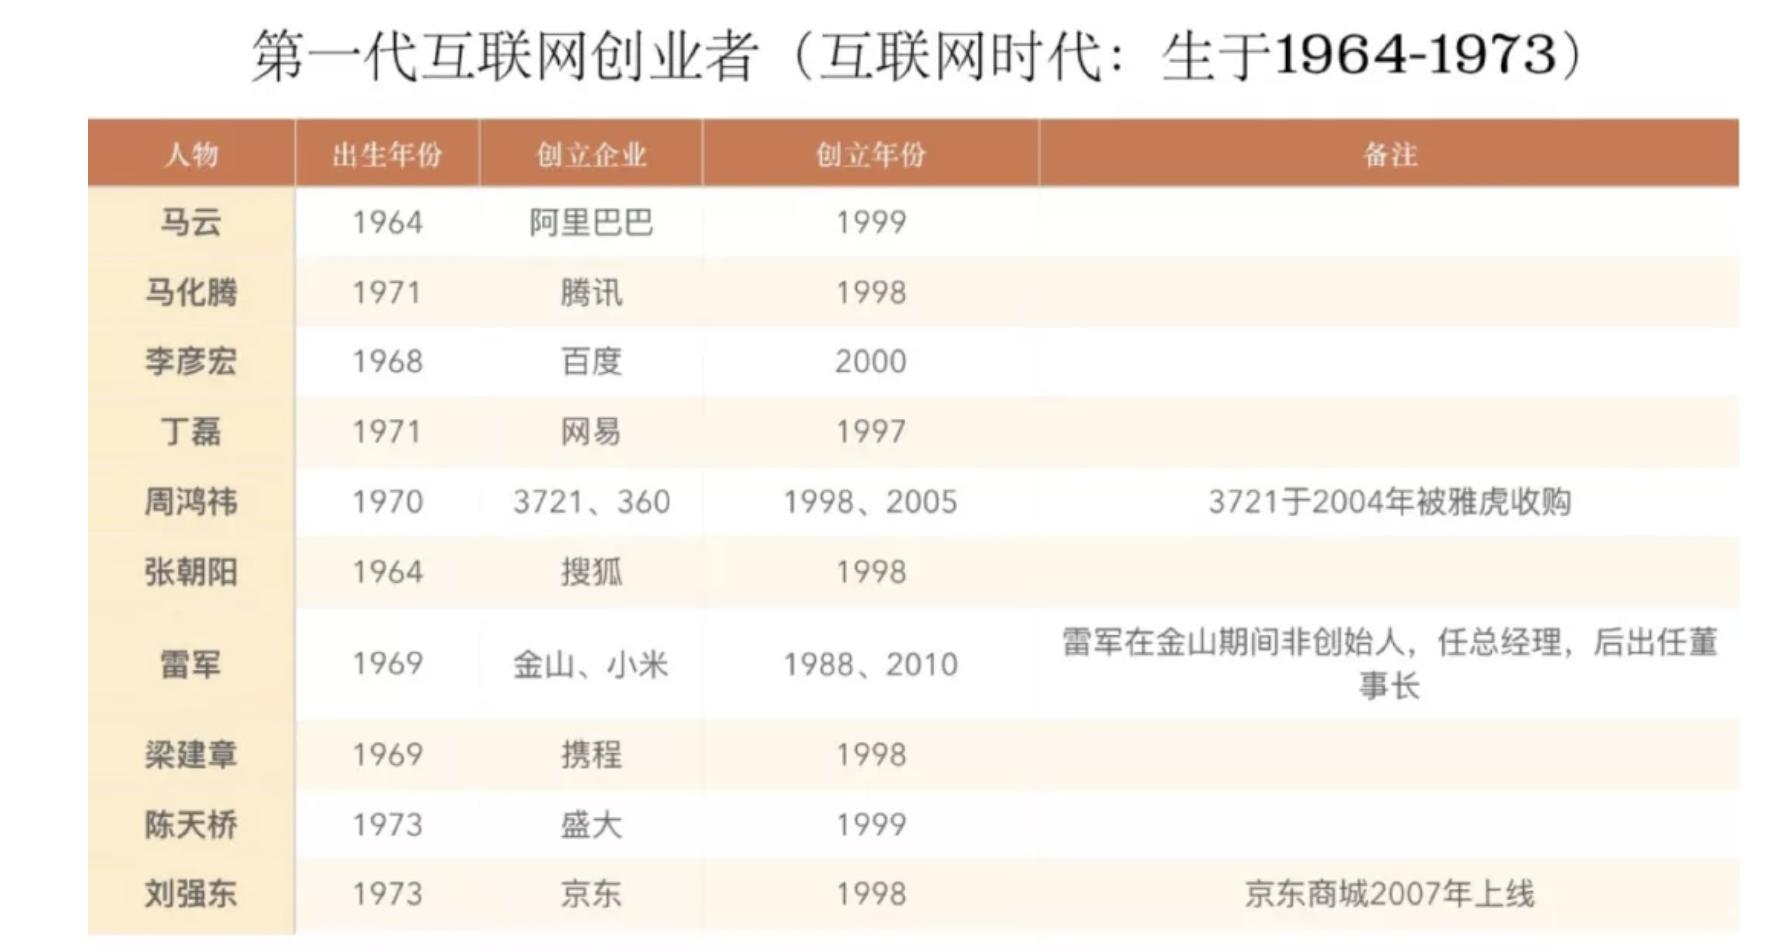 第一代互联网创业者（互联网时代：生于1964-1973）
人物 出生年份 创立企业 创立年份 备注
马云 1964 阿里巴巴 1999
马化腾 1971 腾讯 1998
李彦宏 1968 百度 2000
丁磊 1971 网易 1997
周鸿祎 1970 3721、360 1998、2005 3721于2004年被雅虎收购
张朝阳 1964 搜狐 1998
雷军 1969 金山、小米 1988、2010 雷军在金山期间非创始人，任总经理，后出任董
事长
梁建章 1969 携程 1998
陈天桥 1973 盛大 1999
刘强东 1973 京东 1998 京东商城2007年上线